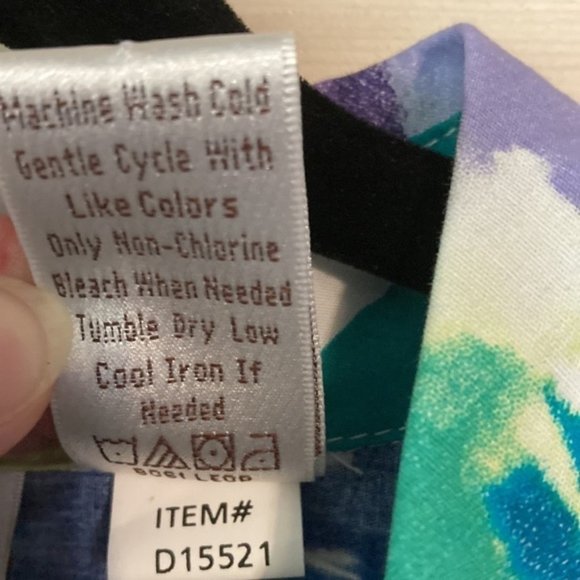 Machine Wash Cold
Gentle Cycle With
Like Colors
Only Non-Chlorine
Bleach When Needed
Tumble Dry Low
Cool Iron If
Needed
ITEM#
D15521